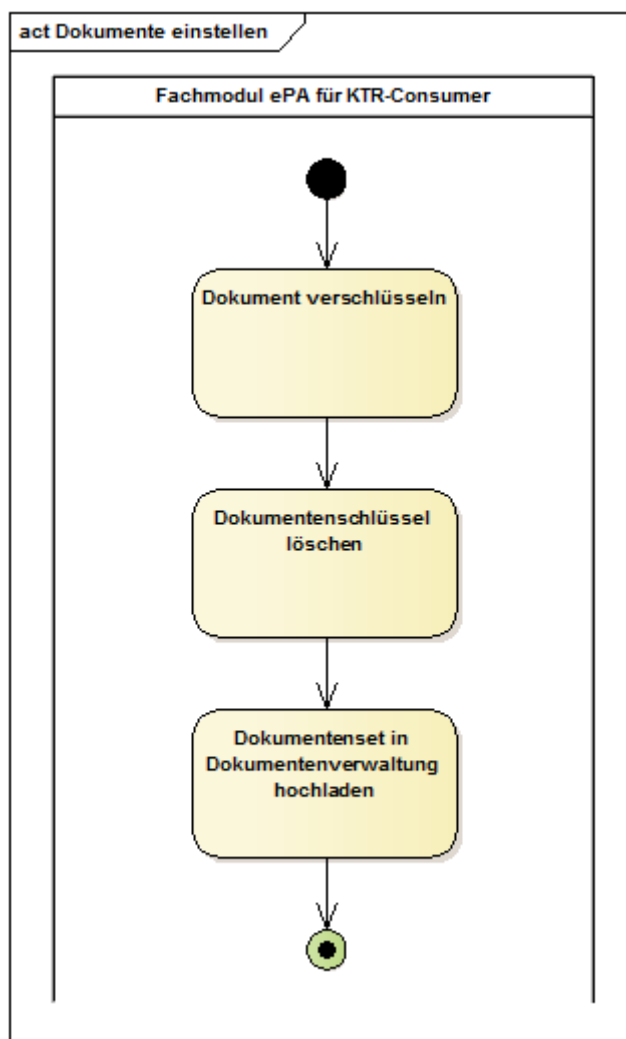 act Dokumente einstellen
Fachmodul ePA für KTR-Consumer
Dokument verschlüsseln
Dokumentenschlüssel
löschen
Dokumentenset in
Dokumentenverwaltung
hochladen